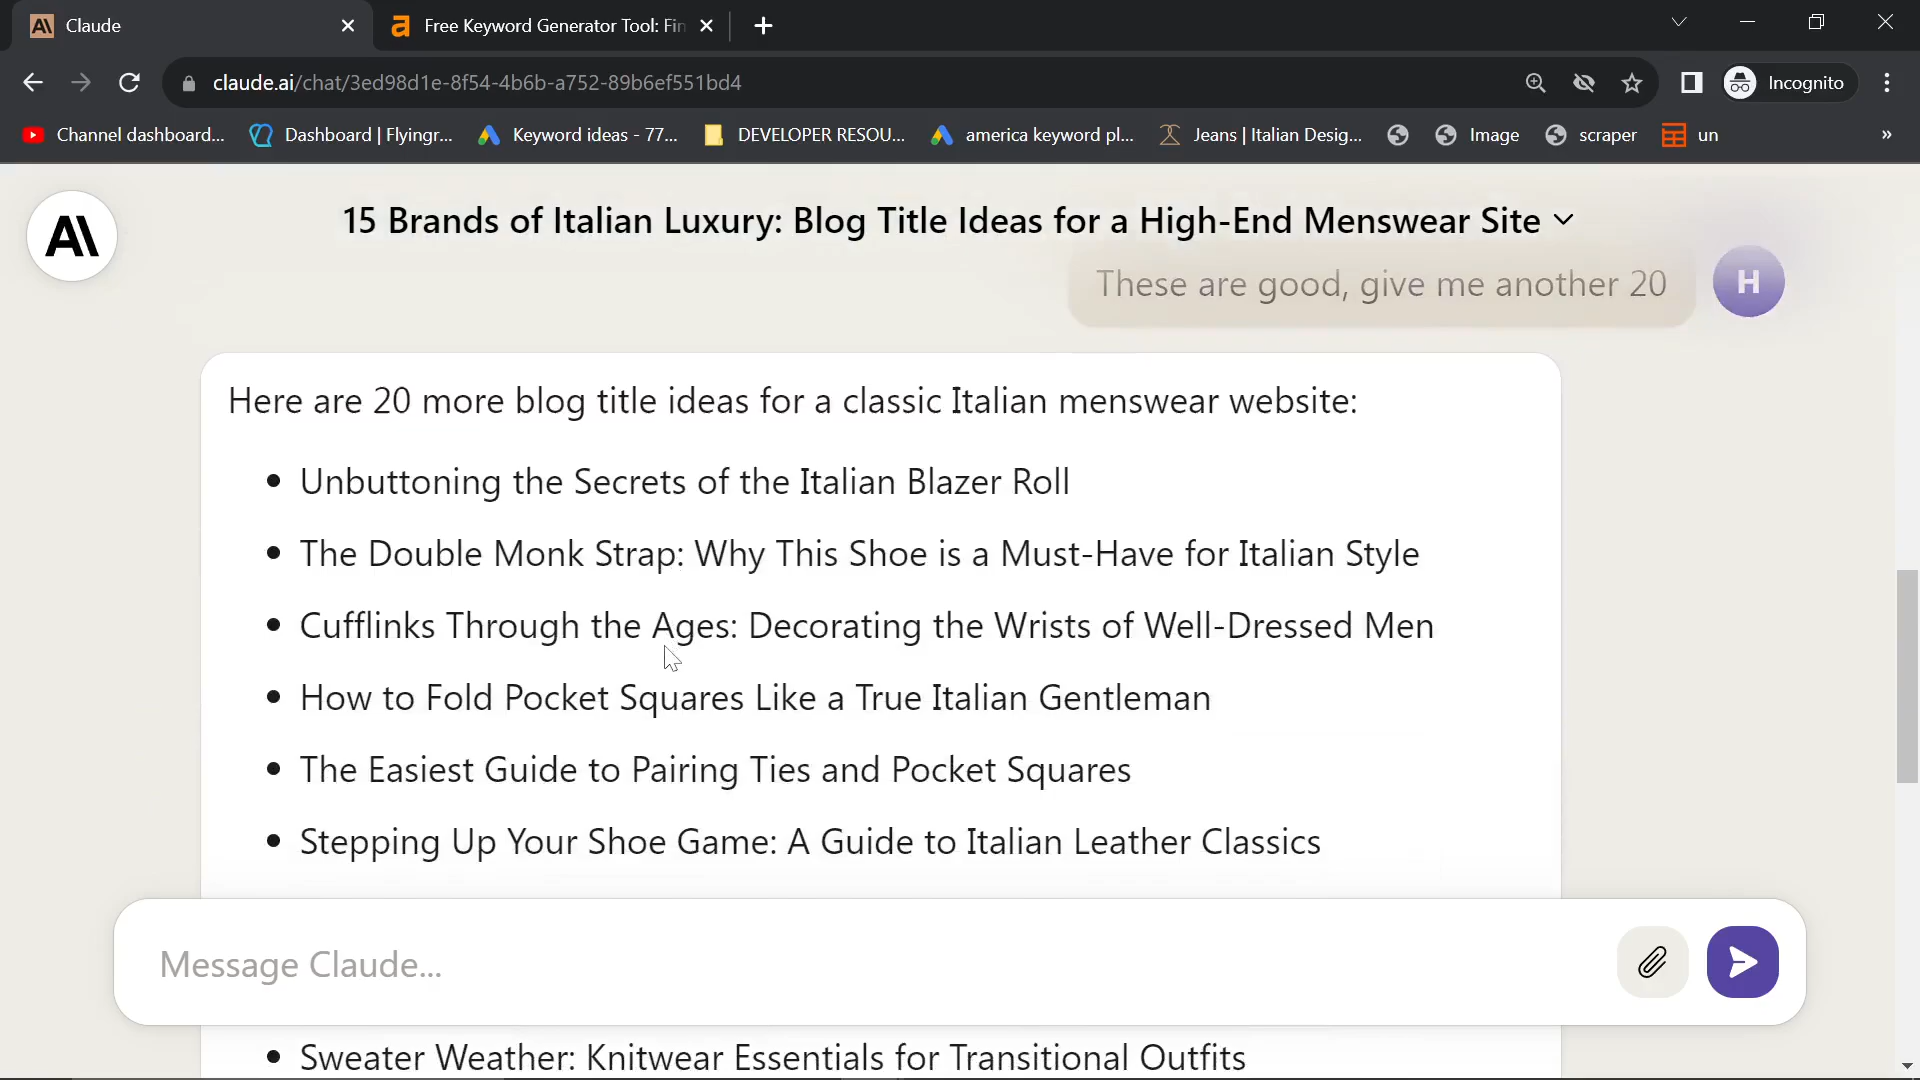 Claude
a Free Keyword Generator Tool: Fin
claude.ai/chat/3ed98d1e-8f54-4b6b-a752-89b6ef551bd4
Incognito
Channel dashboard...
Dashboard | Flyingr...
Keyword ideas - 77...
DEVELOPER RESOU...
america keyword pl...
Jeans | Italian Desig...
Image
scraper
un
»
15 Brands of Italian Luxury: Blog Title Ideas for a High-End Menswear Site
These are good, give me another 20
H
Here are 20 more blog title ideas for a classic Italian menswear website:
• Unbuttoning the Secrets of the Italian Blazer Roll
• The Double Monk Strap: Why This Shoe is a Must-Have for Italian Style
• Cufflinks Through the Ages: Decorating the Wrists of Well-Dressed Men
• How to Fold Pocket Squares Like a True Italian Gentleman
• The Easiest Guide to Pairing Ties and Pocket Squares
• Stepping Up Your Shoe Game: A Guide to Italian Leather Classics
Message Claude...
• Sweater Weather: Knitwear Essentials for Transitional Outfits